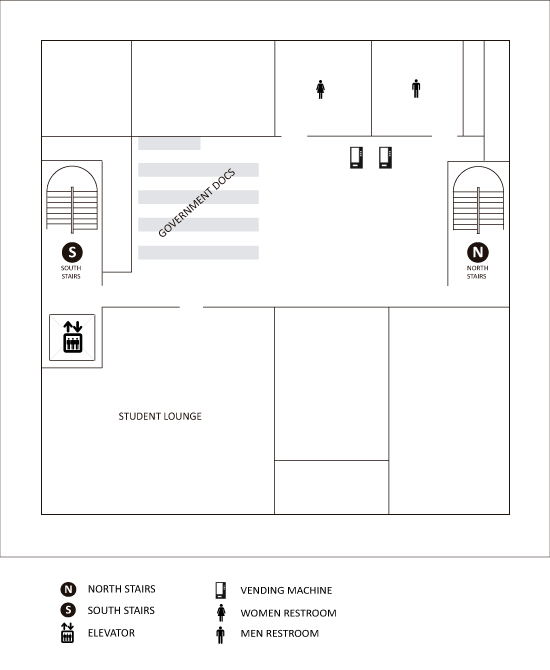 GOVERNMENT DOCS
S
SOUTH
STAIRS
N
NORTH
STAIRS
STUDENT LOUNGE
N NORTH STAIRS
S SOUTH STAIRS
ELEVATOR
VENDING MACHINE
WOMEN RESTROOM
MEN RESTROOM